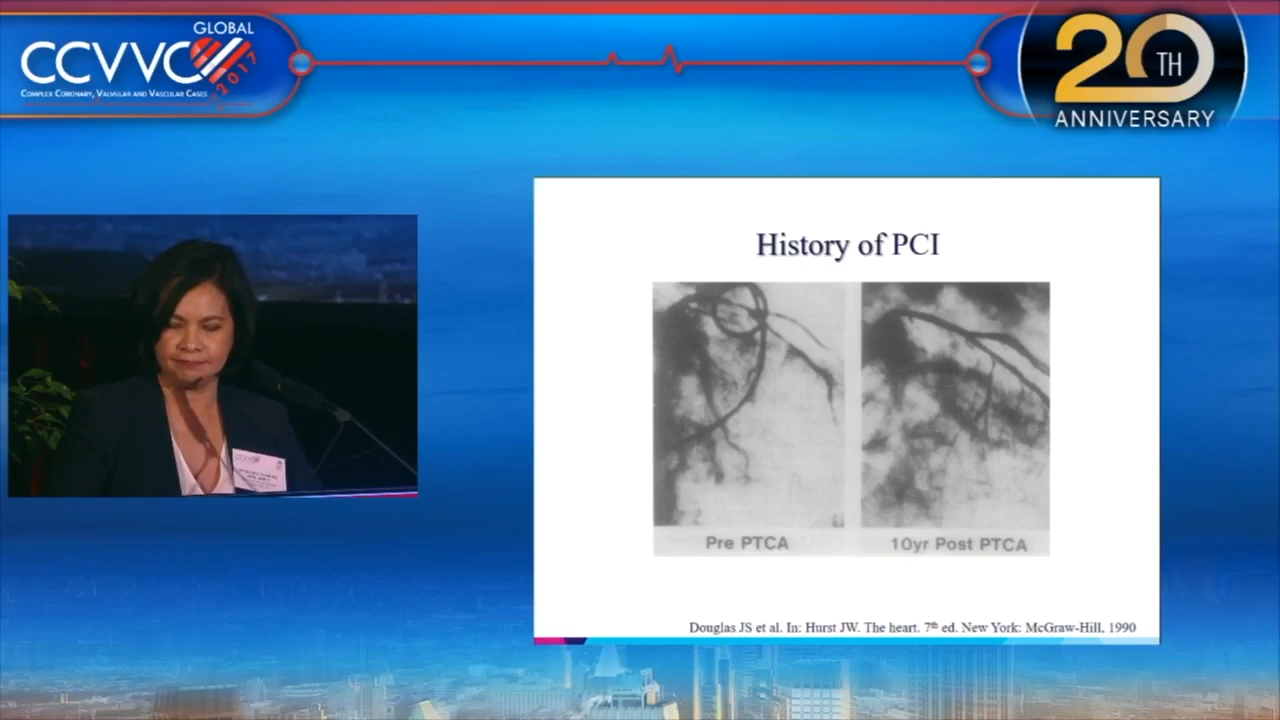 GLOBAL
CCVVC
2017
COMPLEX CORONARY, VALVULAR AND VASCULAR CASES
20TH
ANNIVERSARY
History of PCI
Pre PTCA
10yr Post PTCA
Douglas JS et al. In: Hurst JW. The heart. 7th ed. New York: McGraw-Hill, 1990